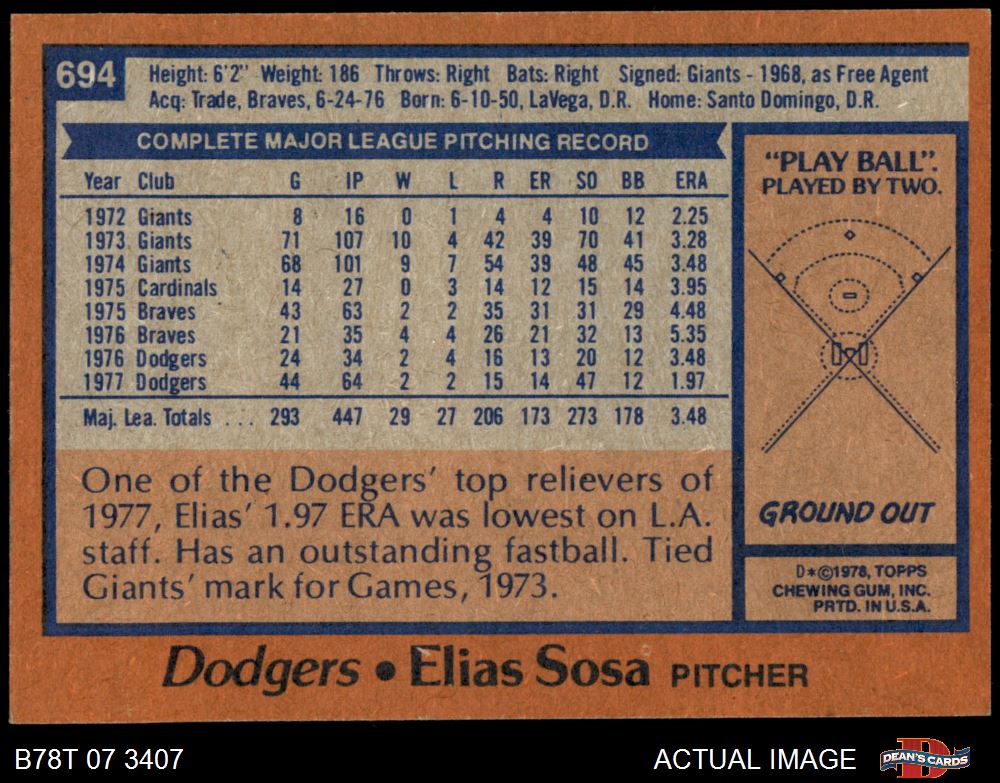 694
Height: 6'2" Weight: 186 Throws: Right Bats: Right Signed: Giants - 1968, as Free Agent
Acq: Trade, Braves, 6-24-76 Born: 6-10-50, LaVega, D.R. Home: Santo Domingo, D.R.
COMPLETE MAJOR LEAGUE PITCHING RECORD
Year Club G IP W L R ER SO BB ERA
1972 Giants 8 16 0 1 4 4 10 12 2.25
1973 Giants 71 107 10 4 42 39 70 41 3.28
1974 Giants 68 101 9 7 54 39 48 45 3.48
1975 Cardinals 14 27 0 3 14 12 15 14 3.95
1975 Braves 43 63 2 2 35 31 31 29 4.48
1976 Braves 21 35 4 4 26 21 32 13 5.35
1976 Dodgers 24 34 2 4 16 13 20 12 3.48
1977 Dodgers 44 64 2 2 15 14 47 12 1.97
Maj. Lea. Totals ... 293 447 29 27 206 173 273 178 3.48
One of the Dodgers' top relievers of
1977, Elias' 1.97 ERA was lowest on L.A.
staff. Has an outstanding fastball. Tied
Giants' mark for Games, 1973.
"PLAY BALL".
PLAYED BY TWO.
GROUND OUT
D*©1978, TOPPS
CHEWING GUM, INC.
PRTD. IN U.S.A.
Dodgers • Elias Sosa PITCHER
B78T 07 3407
ACTUAL IMAGE
DEAN'S CARDS